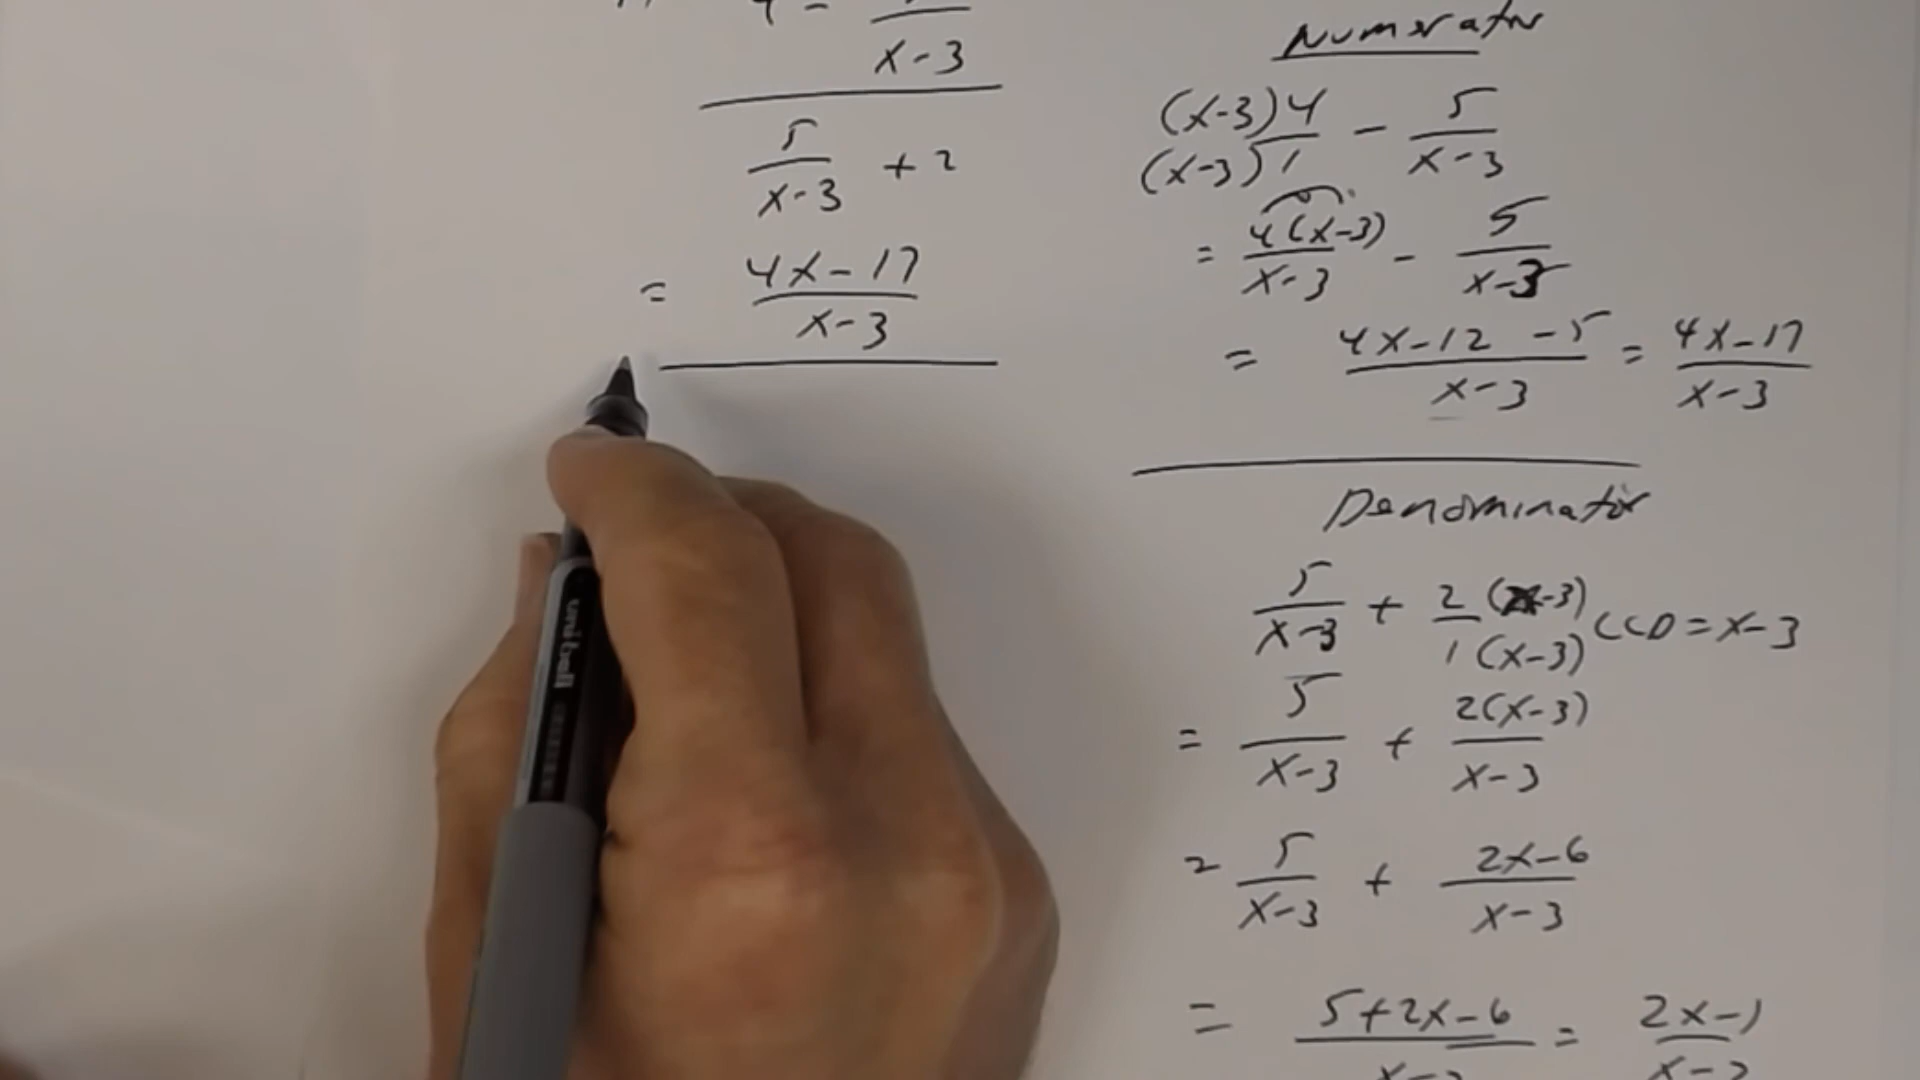 4 -
x-3
5
x-3 + 2
= 4x-17
x-3
Numerator
(x-3)4 - 5
(x-3)1 x-3
= 4(x-3) - 5
x-3 x-3
= 4x-12 -5 = 4x-17
x-3 x-3
Denominator
5 + 2 (x-3)
x-3 1 (x-3) LCD = x-3
= 5 + 2(x-3)
x-3 x-3
= 5 + 2x-6
x-3 x-3
= 5+2x-6 = 2x-1
uniball